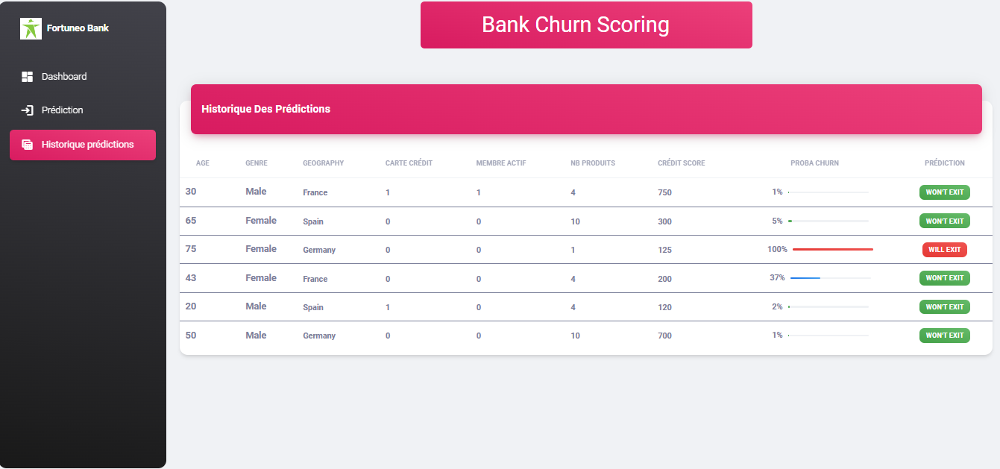 Fortuneo Bank
Bank Churn Scoring
Dashboard
Prédiction
Historique prédictions
Historique Des Prédictions
AGE GENRE GEOGRAPHY CARTE CRÉDIT MEMBRE ACTIF NB PRODUITS CRÉDIT SCORE PROBA CHURN PRÉDICTION
30 Male France 1 1 4 750 1% WON'T EXIT
65 Female Spain 0 0 10 300 5% WON'T EXIT
75 Female Germany 0 0 1 125 100% WILL EXIT
43 Female France 0 0 4 200 37% WON'T EXIT
20 Male Spain 1 0 4 120 2% WON'T EXIT
50 Male Germany 0 0 10 700 1% WON'T EXIT